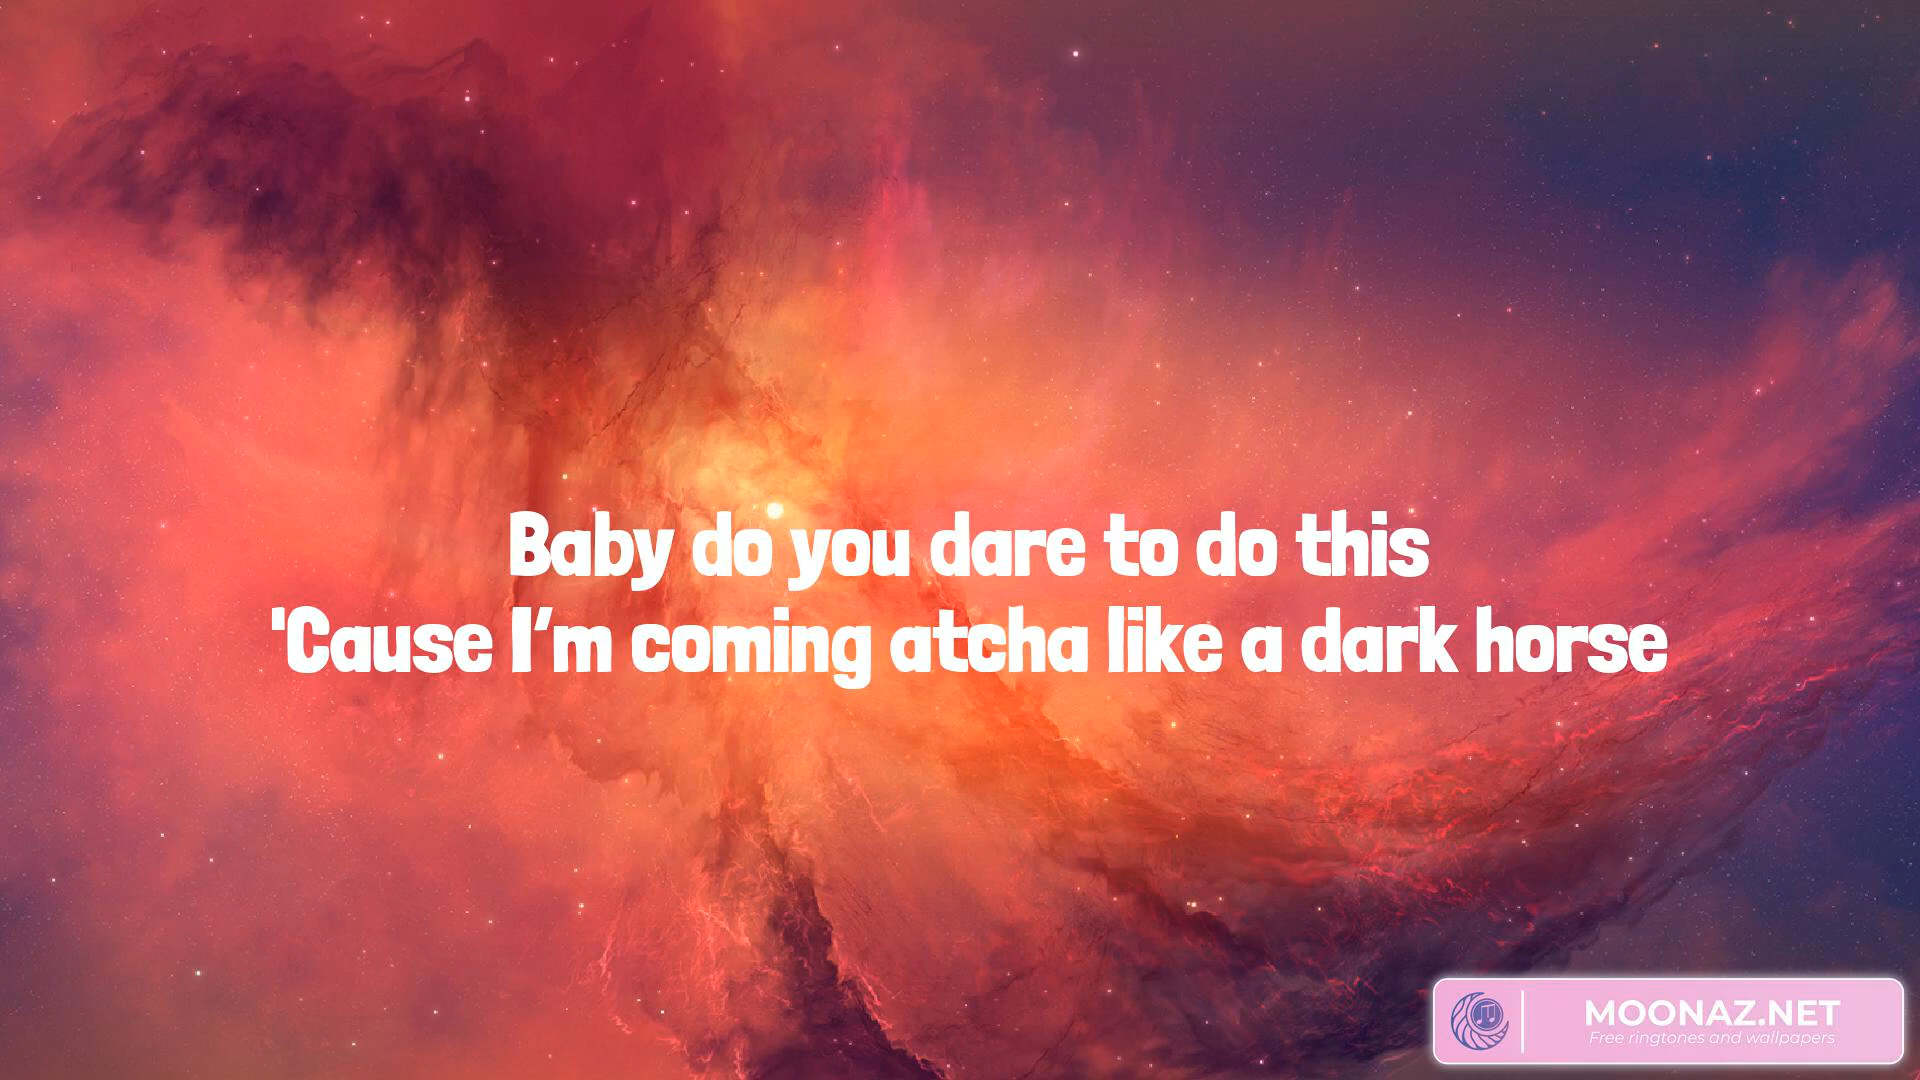 Baby do you dare to do this
'Cause I’m coming atcha like a dark horse
MOONAZ.NET
Free ringtones and wallpapers